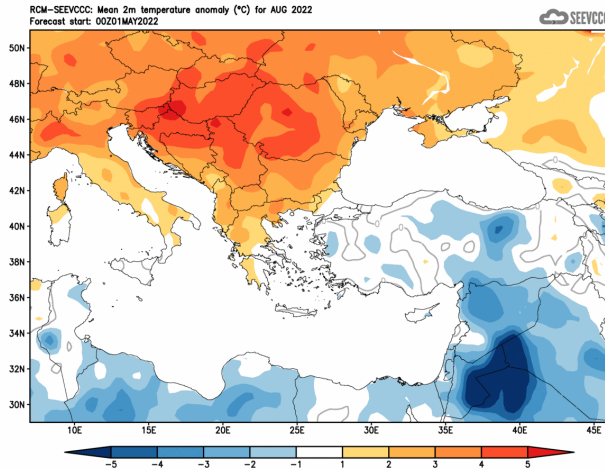 RCM-SEEVCCC: Mean 2m temperature anomaly (°C) for AUG 2022
Forecast start: 00Z01MAY2022
SEEVCCC
50N
48N
46N
44N
42N
40N
38N
36N
34N
32N
30N
10E 15E 20E 25E 30E 35E 40E 45E
-5 -4 -3 -2 -1 1 2 3 4 5